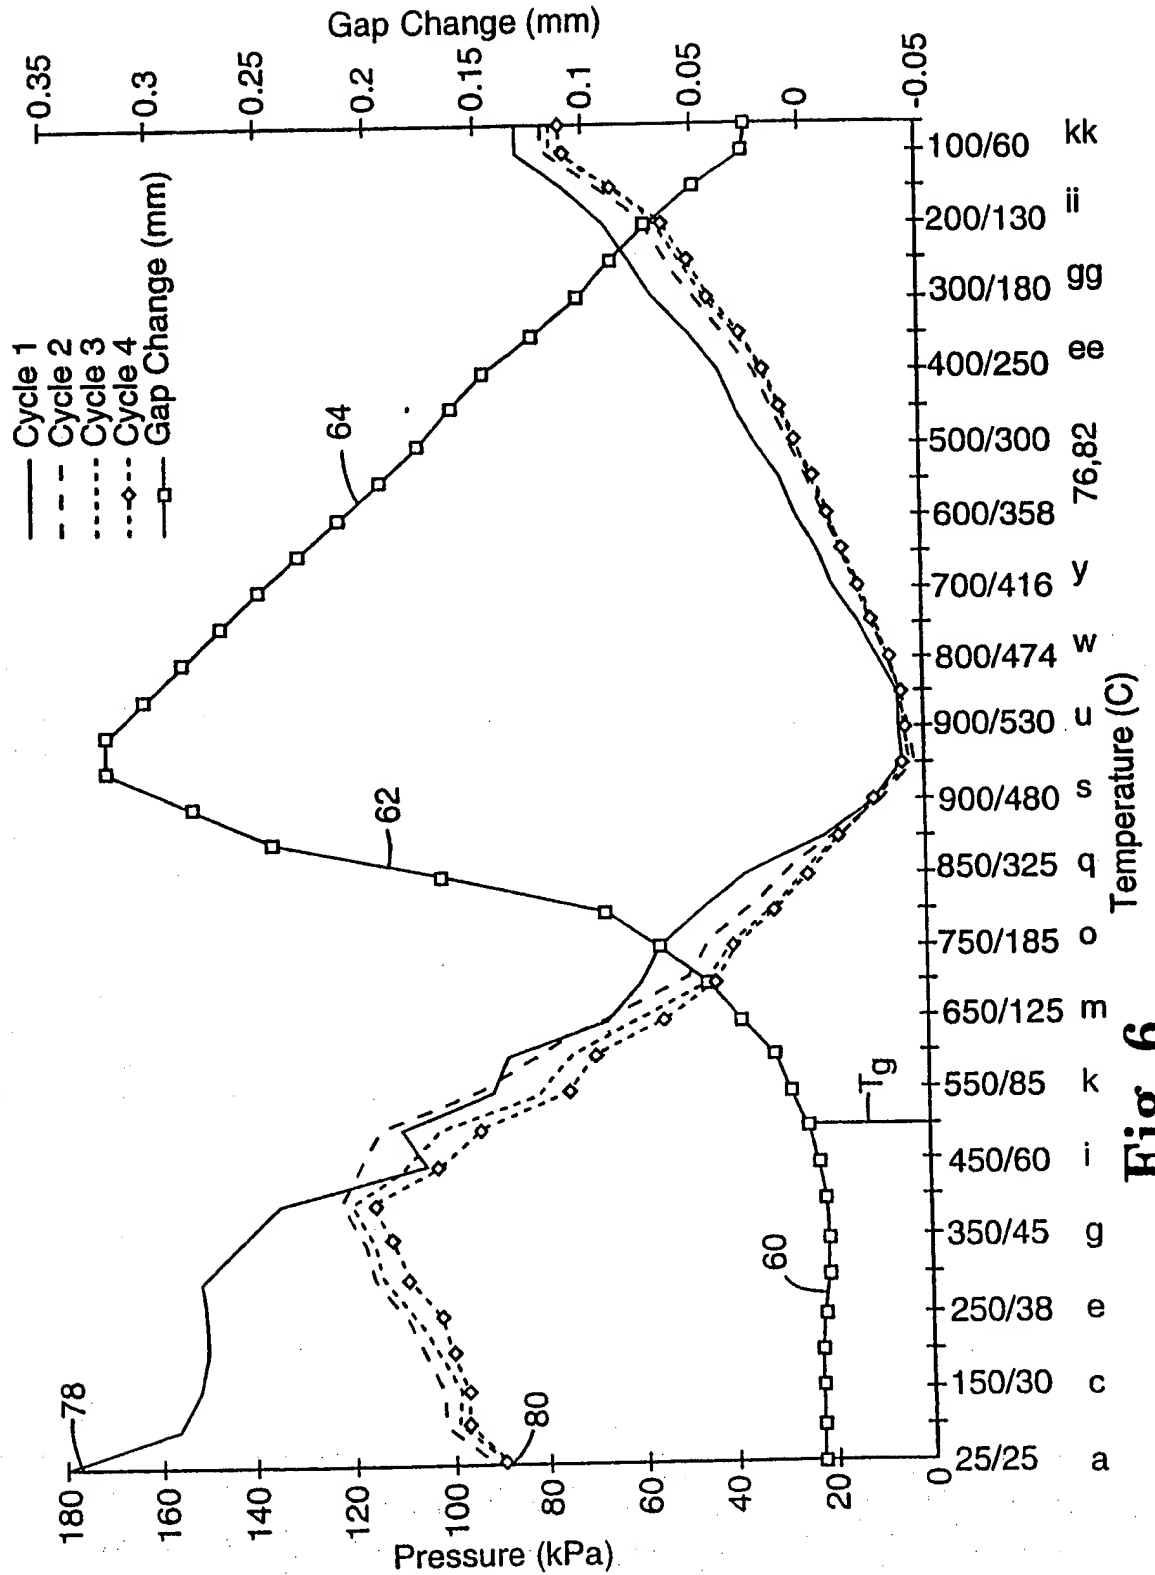 Gap Change (mm)
0.35
0.3
0.25
0.2
0.15
0.1
0.05
0
-0.05
Cycle 1
Cycle 2
Cycle 3
Cycle 4
Gap Change (mm)
64
62
60
78
80
Tg
180
160
140
120
100
80
60
40
20
0
Pressure (kPa)
25/25
150/30
250/38
350/45
450/60
550/85
650/125
750/185
850/325
900/480
900/530
800/474
700/416
600/358
500/300
400/250
300/180
200/130
100/60
a
c
e
g
i
k
m
o
q
s
u
w
y
76,82
ee
gg
ii
kk
Temperature (C)
Fig. 6